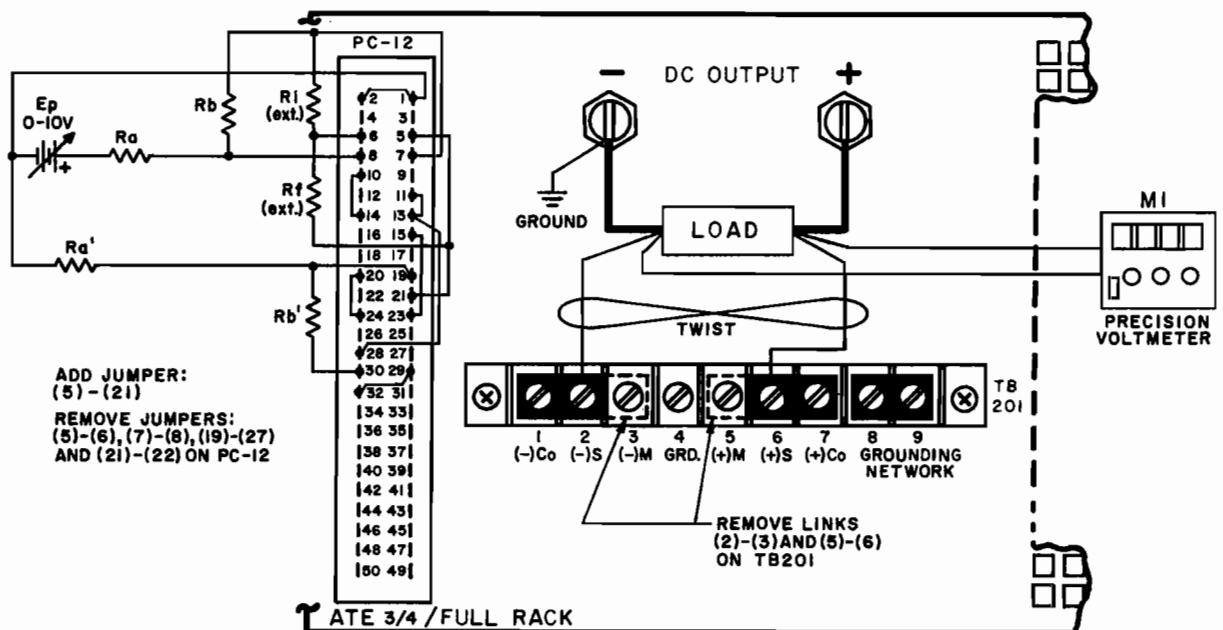 PC-12
Ep
0-10V
Ra
Rb
Ri
(ext.)
Rf
(ext.)
Ra'
Rb'
2 1
4 3
6 5
8 7
10 9
12 11
14 13
16 15
18 17
20 19
22 21
24 23
26 25
28 27
30 29
32 31
34 33
36 35
38 37
40 39
42 41
44 43
46 45
48 47
50 49
ADD JUMPER:
(5)-(21)
REMOVE JUMPERS:
(5)-(6), (7)-(8), (19)-(27)
AND (21)-(22) ON PC-12
- DC OUTPUT +
GROUND
LOAD
M1
PRECISION
VOLTMETER
TWIST
TB
201
1 2 3 4 5 6 7 8 9
(-)Co (-)S (-)M GRD. (+)M (+)S (+)Co GROUNDING
NETWORK
REMOVE LINKS
(2)-(3) AND (5)-(6)
ON TB201
ATE 3/4 / FULL RACK